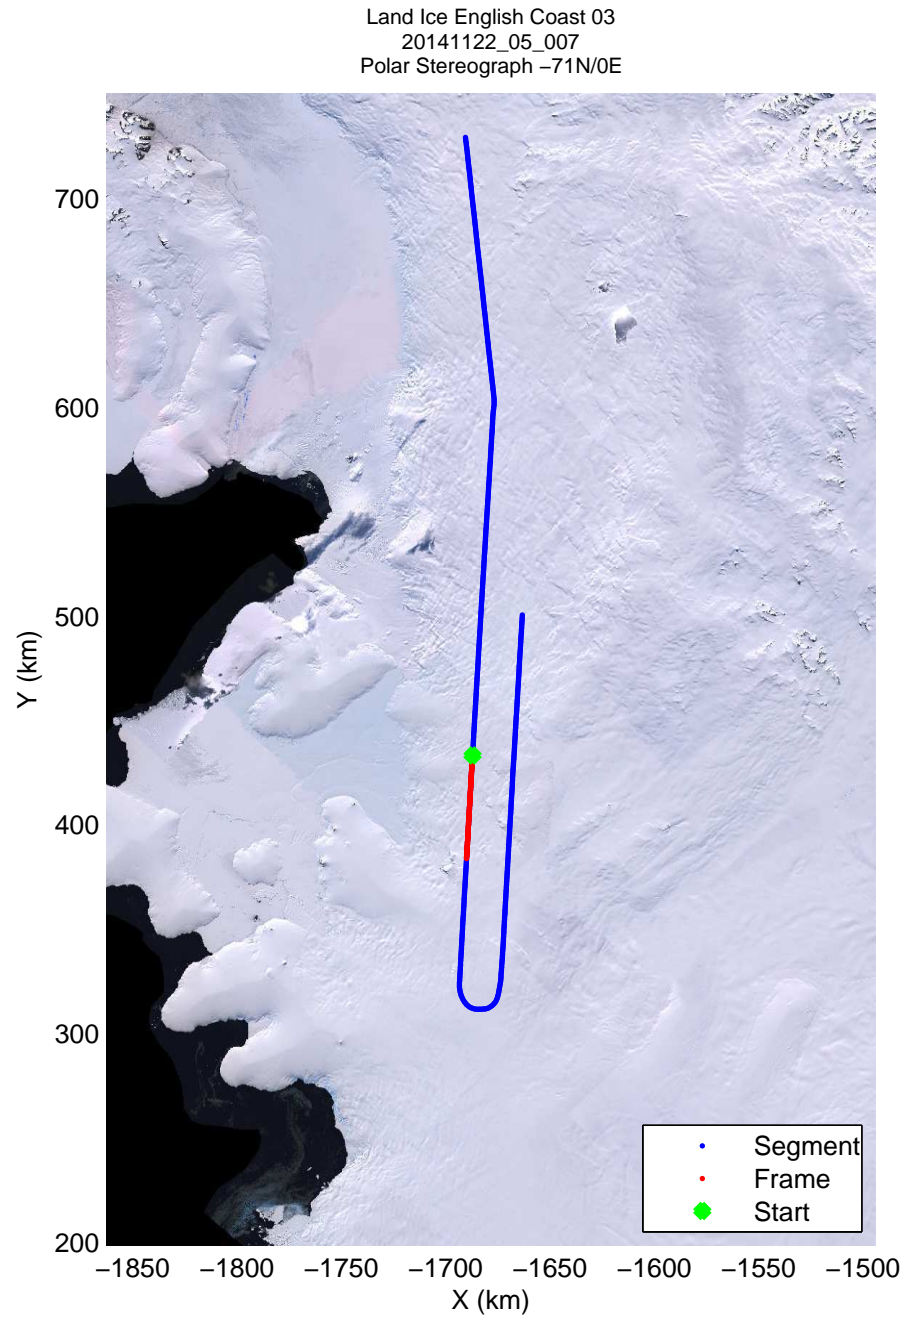 Land Ice English Coast 03
20141122_05_007
Polar Stereograph −71N/0E
700
600
500
400
300
200
Y (km)
−1850
−1800
−1750
−1700
−1650
−1600
−1550
−1500
X (km)
Segment
Frame
Start